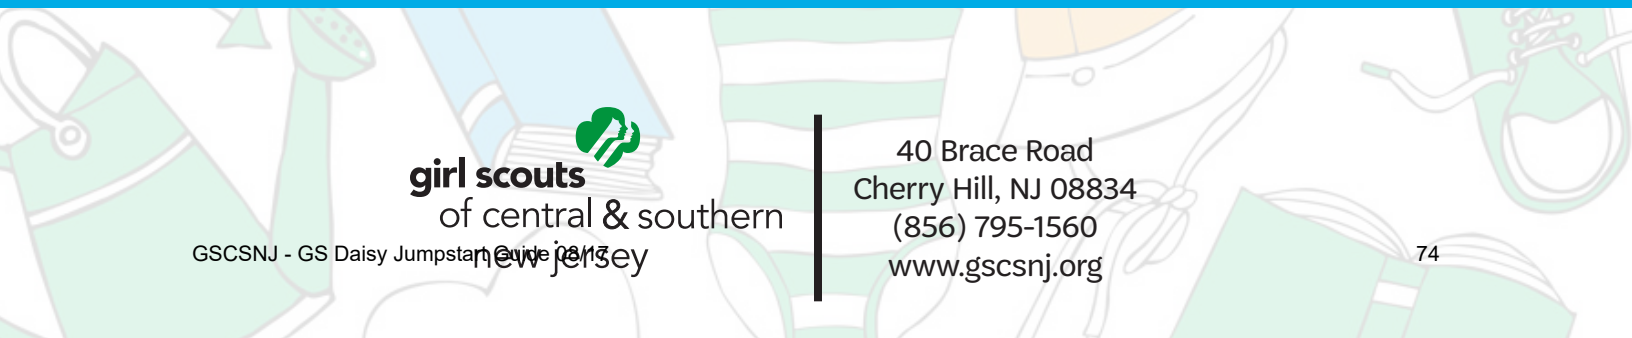 girl scouts
of central & southern
new jersey
GSCSNJ - GS Daisy Jumpstart Guide 08/17
40 Brace Road
Cherry Hill, NJ 08834
(856) 795-1560
www.gscsnj.org
74